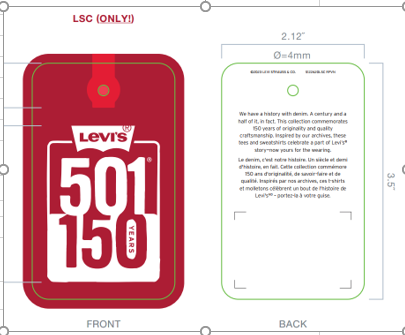 LSC (ONLY!)
2.12"
Ø=4mm
Levi's®
501®
150
YEARS
We have a history with denim. A century and a
half of it, in fact. This collection commemorates
150 years of originality and quality
craftsmanship. Inspired by our archives, these
tees and sweatshirts celebrate a part of Levi's®
story—now yours for the wearing.
Le denim, c'est notre histoire. Un siècle et demi
d'histoire, en fait. Cette collection commémore
150 ans d'originalité, de savoir-faire et de
qualité. Inspirés par nos archives, ces t-shirts
et molletons célèbrent un bout de l'histoire de
Levi's® – portez-la à votre guise.
3.5"
FRONT
BACK